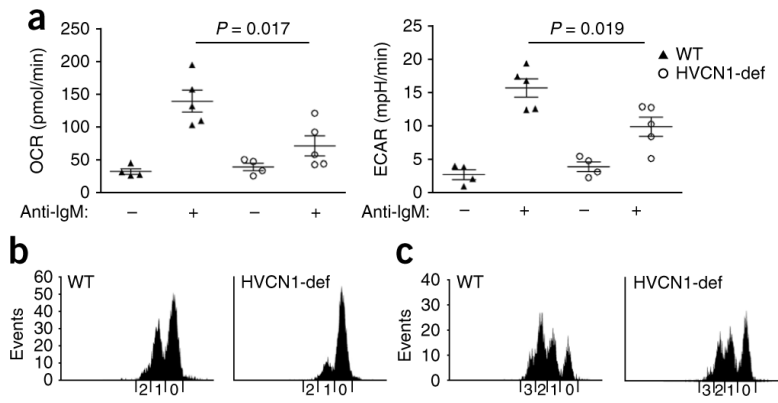 a
P = 0.017
P = 0.019
250
200
150
100
50
0
OCR (pmol/min)
Anti-IgM: – + – +
25
20
15
10
5
0
ECAR (mpH/min)
Anti-IgM: – + – +
▲ WT
○ HVCN1-def
b
WT
HVCN1-def
60
50
40
30
20
10
0
Events
2 1 0
2 1 0
c
WT
HVCN1-def
40
30
20
10
0
Events
3 2 1 0
3 2 1 0